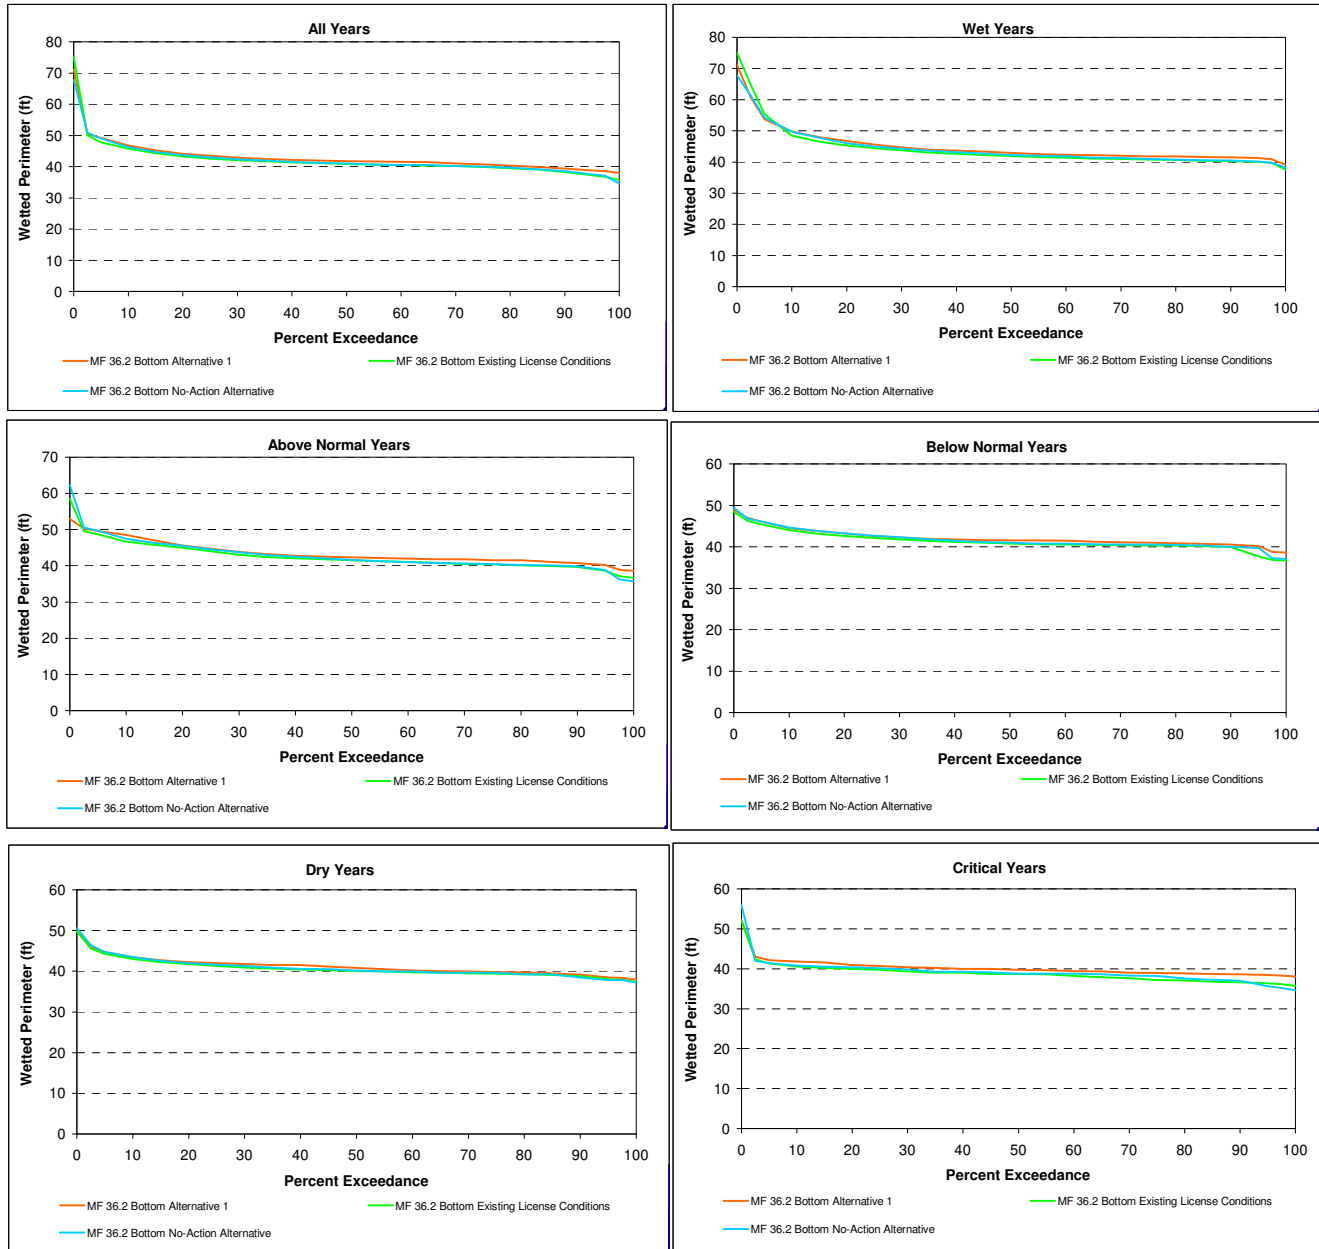 All Years
Wetted Perimeter (ft)
80
70
60
50
40
30
20
10
0
0 10 20 30 40 50 60 70 80 90 100
Percent Exceedance
MF 36.2 Bottom Alternative 1
MF 36.2 Bottom Existing License Conditions
MF 36.2 Bottom No-Action Alternative
Wet Years
Wetted Perimeter (ft)
80
70
60
50
40
30
20
10
0
0 10 20 30 40 50 60 70 80 90 100
Percent Exceedance
MF 36.2 Bottom Alternative 1
MF 36.2 Bottom Existing License Conditions
MF 36.2 Bottom No-Action Alternative
Above Normal Years
Wetted Perimeter (ft)
70
60
50
40
30
20
10
0
0 10 20 30 40 50 60 70 80 90 100
Percent Exceedance
MF 36.2 Bottom Alternative 1
MF 36.2 Bottom Existing License Conditions
MF 36.2 Bottom No-Action Alternative
Below Normal Years
Wetted Perimeter (ft)
60
50
40
30
20
10
0
0 10 20 30 40 50 60 70 80 90 100
Percent Exceedance
MF 36.2 Bottom Alternative 1
MF 36.2 Bottom Existing License Conditions
MF 36.2 Bottom No-Action Alternative
Dry Years
Wetted Perimeter (ft)
60
50
40
30
20
10
0
0 10 20 30 40 50 60 70 80 90 100
Percent Exceedance
MF 36.2 Bottom Alternative 1
MF 36.2 Bottom Existing License Conditions
MF 36.2 Bottom No-Action Alternative
Critical Years
Wetted Perimeter (ft)
60
50
40
30
20
10
0
0 10 20 30 40 50 60 70 80 90 100
Percent Exceedance
MF 36.2 Bottom Alternative 1
MF 36.2 Bottom Existing License Conditions
MF 36.2 Bottom No-Action Alternative